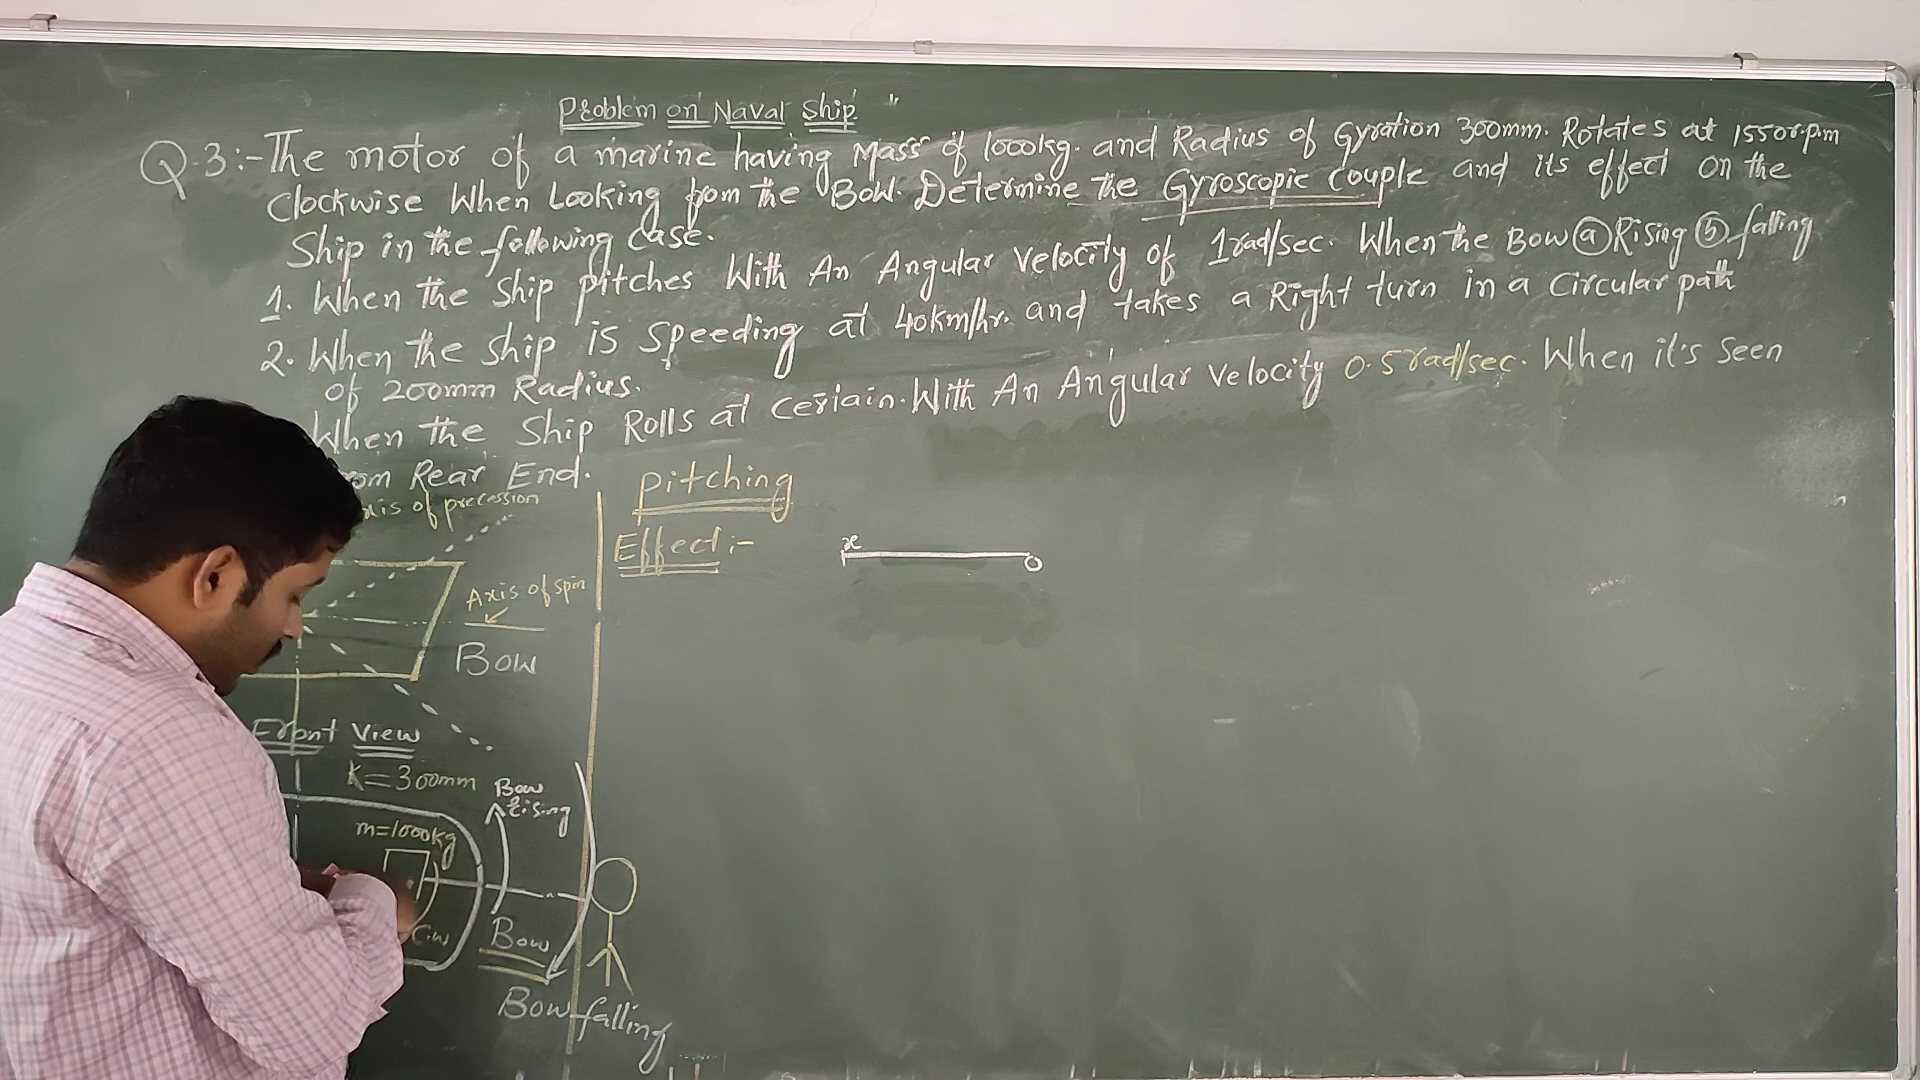 Problem on Naval Ship "
Q.3:- The motor of a marine having Mass of 1000kg. and Radius of Gyration 300mm. Rotates at 1550r.p.m
Clockwise When Looking from the Bow. Determine the Gyroscopic Couple and its effect on the
Ship in the following case.
1. When the Ship pitches With An Angular Velocity of 1rad/sec. When the Bow (a) Rising (b) falling
2. When the Ship is Speeding at 40km/hr. and takes a Right turn in a Circular path
of 200mm Radius.
When the Ship Rolls at Certain. With An Angular Velocity 0.5 rad/sec. When it's Seen
om Rear End.
xis of precession
Pitching
Effect:-
x
o
Axis of spin
Bow
Front View
K=300mm
Bow
Rising
m=1000kg
C.W
Bow
Bow falling